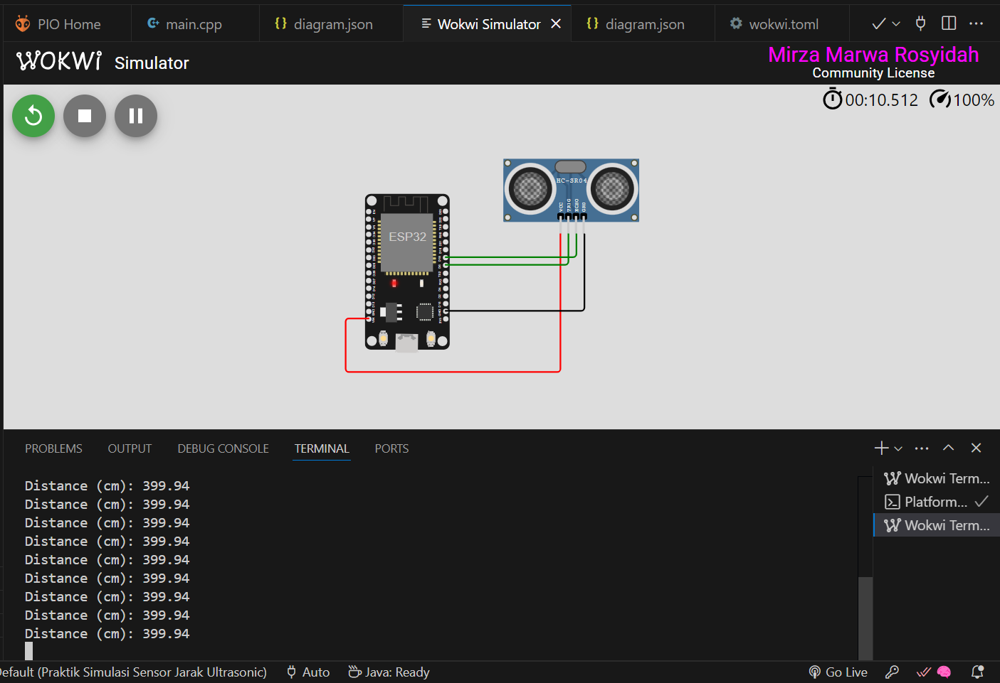 PIO Home
main.cpp
diagram.json
Wokwi Simulator
diagram.json
wokwi.toml
WOKWi Simulator
Mirza Marwa Rosyidah
Community License
00:10.512 100%
HC-SR04
VCC
TRIG
ECHO
GND
ESP32
PROBLEMS OUTPUT DEBUG CONSOLE TERMINAL PORTS
Distance (cm): 399.94
Distance (cm): 399.94
Distance (cm): 399.94
Distance (cm): 399.94
Distance (cm): 399.94
Distance (cm): 399.94
Distance (cm): 399.94
Distance (cm): 399.94
Distance (cm): 399.94
Wokwi Term...
Platform...
Wokwi Term...
efault (Praktik Simulasi Sensor Jarak Ultrasonic) Auto Java: Ready Go Live